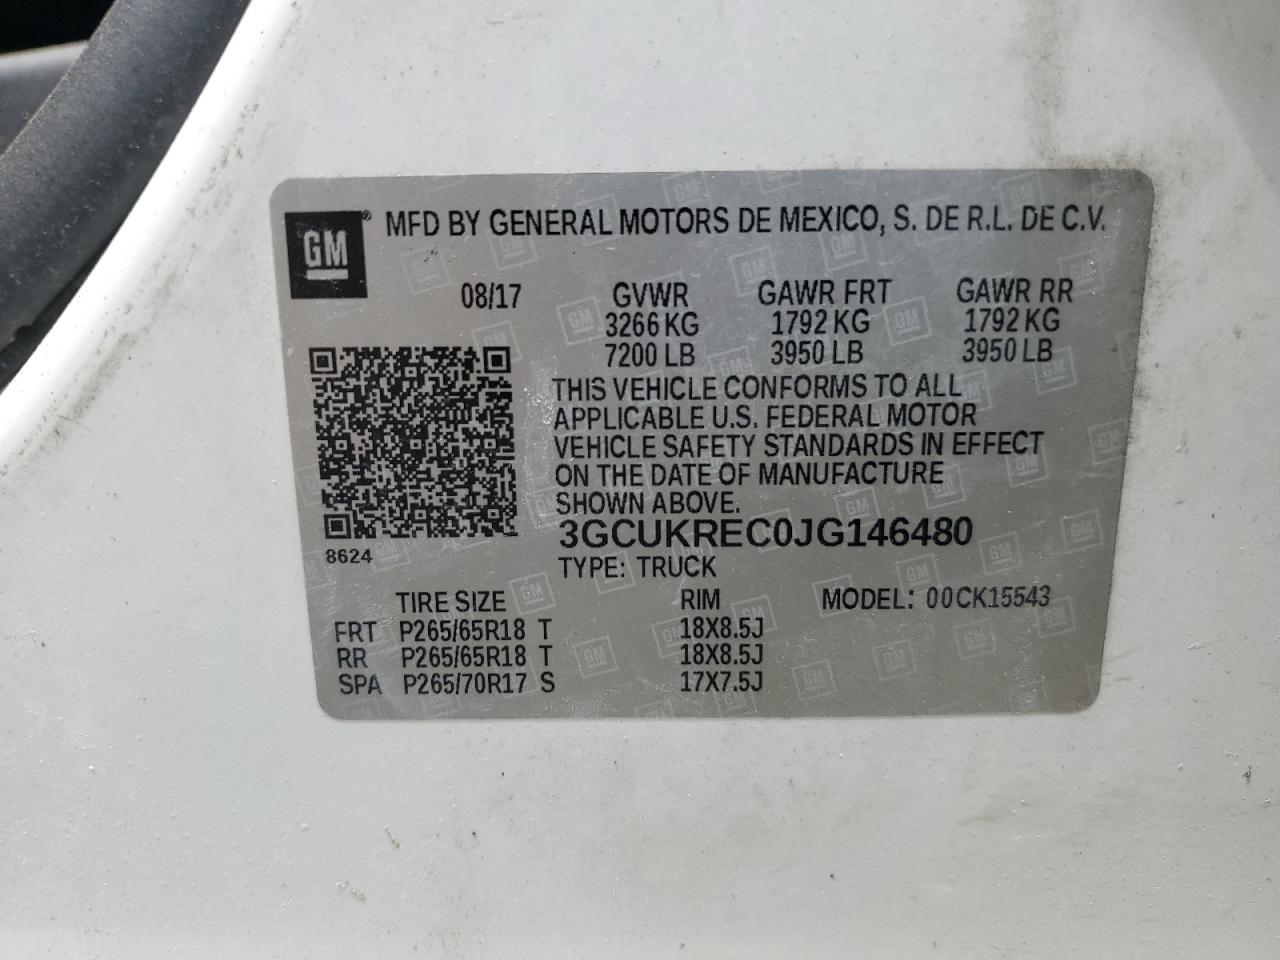 GM® MFD BY GENERAL MOTORS DE MEXICO, S. DE R.L. DE C.V.
08/17 GVWR GAWR FRT GAWR RR
3266 KG 1792 KG 1792 KG
7200 LB 3950 LB 3950 LB
THIS VEHICLE CONFORMS TO ALL
APPLICABLE U.S. FEDERAL MOTOR
VEHICLE SAFETY STANDARDS IN EFFECT
ON THE DATE OF MANUFACTURE
SHOWN ABOVE.
3GCUKREC0JG146480
8624
TYPE: TRUCK
TIRE SIZE RIM MODEL: 00CK15543
FRT P265/65R18 T 18X8.5J
RR P265/65R18 T 18X8.5J
SPA P265/70R17 S 17X7.5J